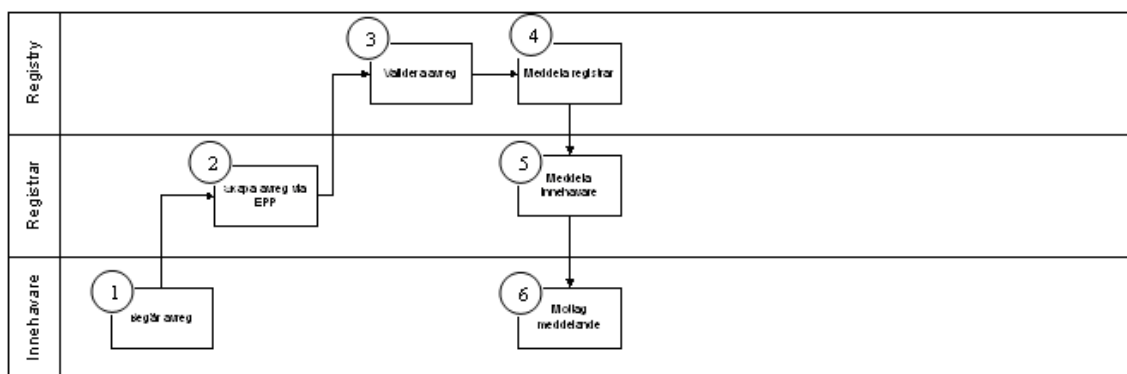 Registry
3
Validera avreg
4
Meddela registrar
Registrar
2
Skapa avreg via
EPP
5
Meddela
innehavare
Innehavare
1
Begär avreg
6
Mottag
meddelande